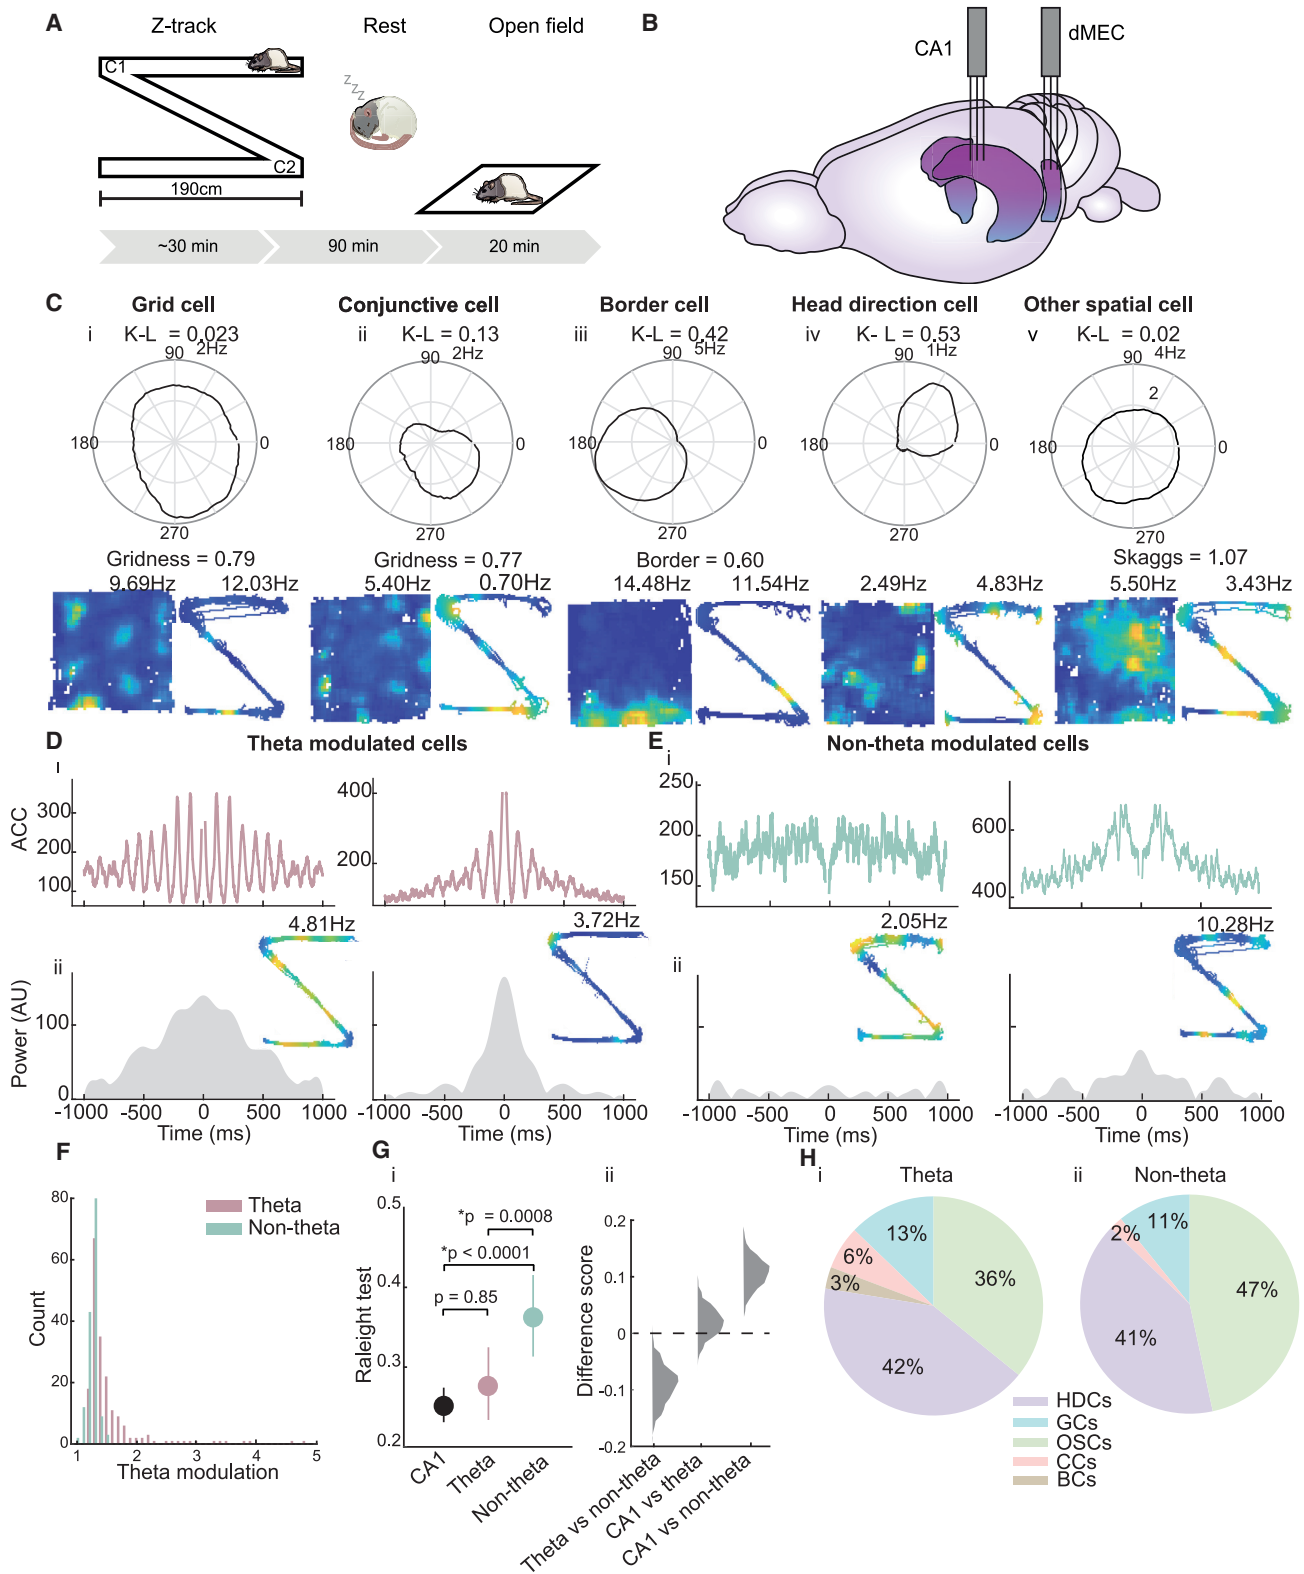 A
Z-track
Rest
Open field
C1
C2
z
z
z
190cm
~30 min
90 min
20 min
B
CA1
dMEC
C
Grid cell
Conjunctive cell
Border cell
Head direction cell
Other spatial cell
i
K-L = 0.023
ii
K-L = 0.13
iii
K-L = 0.42
iv
K- L = 0.53
v
K-L = 0.02
90 2Hz
90 2Hz
90 5Hz
90 1Hz
90 4Hz
2
180 0
180 0
180 0
180 0
180 0
270
270
270
270
270
Gridness = 0.79
Gridness = 0.77
Border = 0.60
Skaggs = 1.07
9.69Hz 12.03Hz
5.40Hz 0.70Hz
14.48Hz 11.54Hz
2.49Hz 4.83Hz
5.50Hz 3.43Hz
D
Theta modulated cells
i
ACC
300
200
100
400
200
4.81Hz
3.72Hz
ii
Power (AU)
100
0
-1000 -500 0 500 1000
Time (ms)
-1000 -500 0 500 1000
Time (ms)
E
Non-theta modulated cells
i
250
200
150
600
400
2.05Hz
10.28Hz
ii
-1000 -500 0 500 1000
Time (ms)
-1000 -500 0 500 1000
Time (ms)
F
80
60
40
20
0
Count
Theta
Non-theta
1 2 3 4 5
Theta modulation
G
i
0.5
0.4
0.3
0.2
Raleight test
*p = 0.0008
*p < 0.0001
p = 0.85
CA1
Theta
Non-theta
ii
0.2
0.1
0
-0.1
-0.2
Difference score
Theta vs non-theta
CA1 vs theta
CA1 vs non-theta
H
i
Theta
13%
6%
3%
36%
42%
ii
Non-theta
11%
2%
47%
41%
HDCs
GCs
OSCs
CCs
BCs